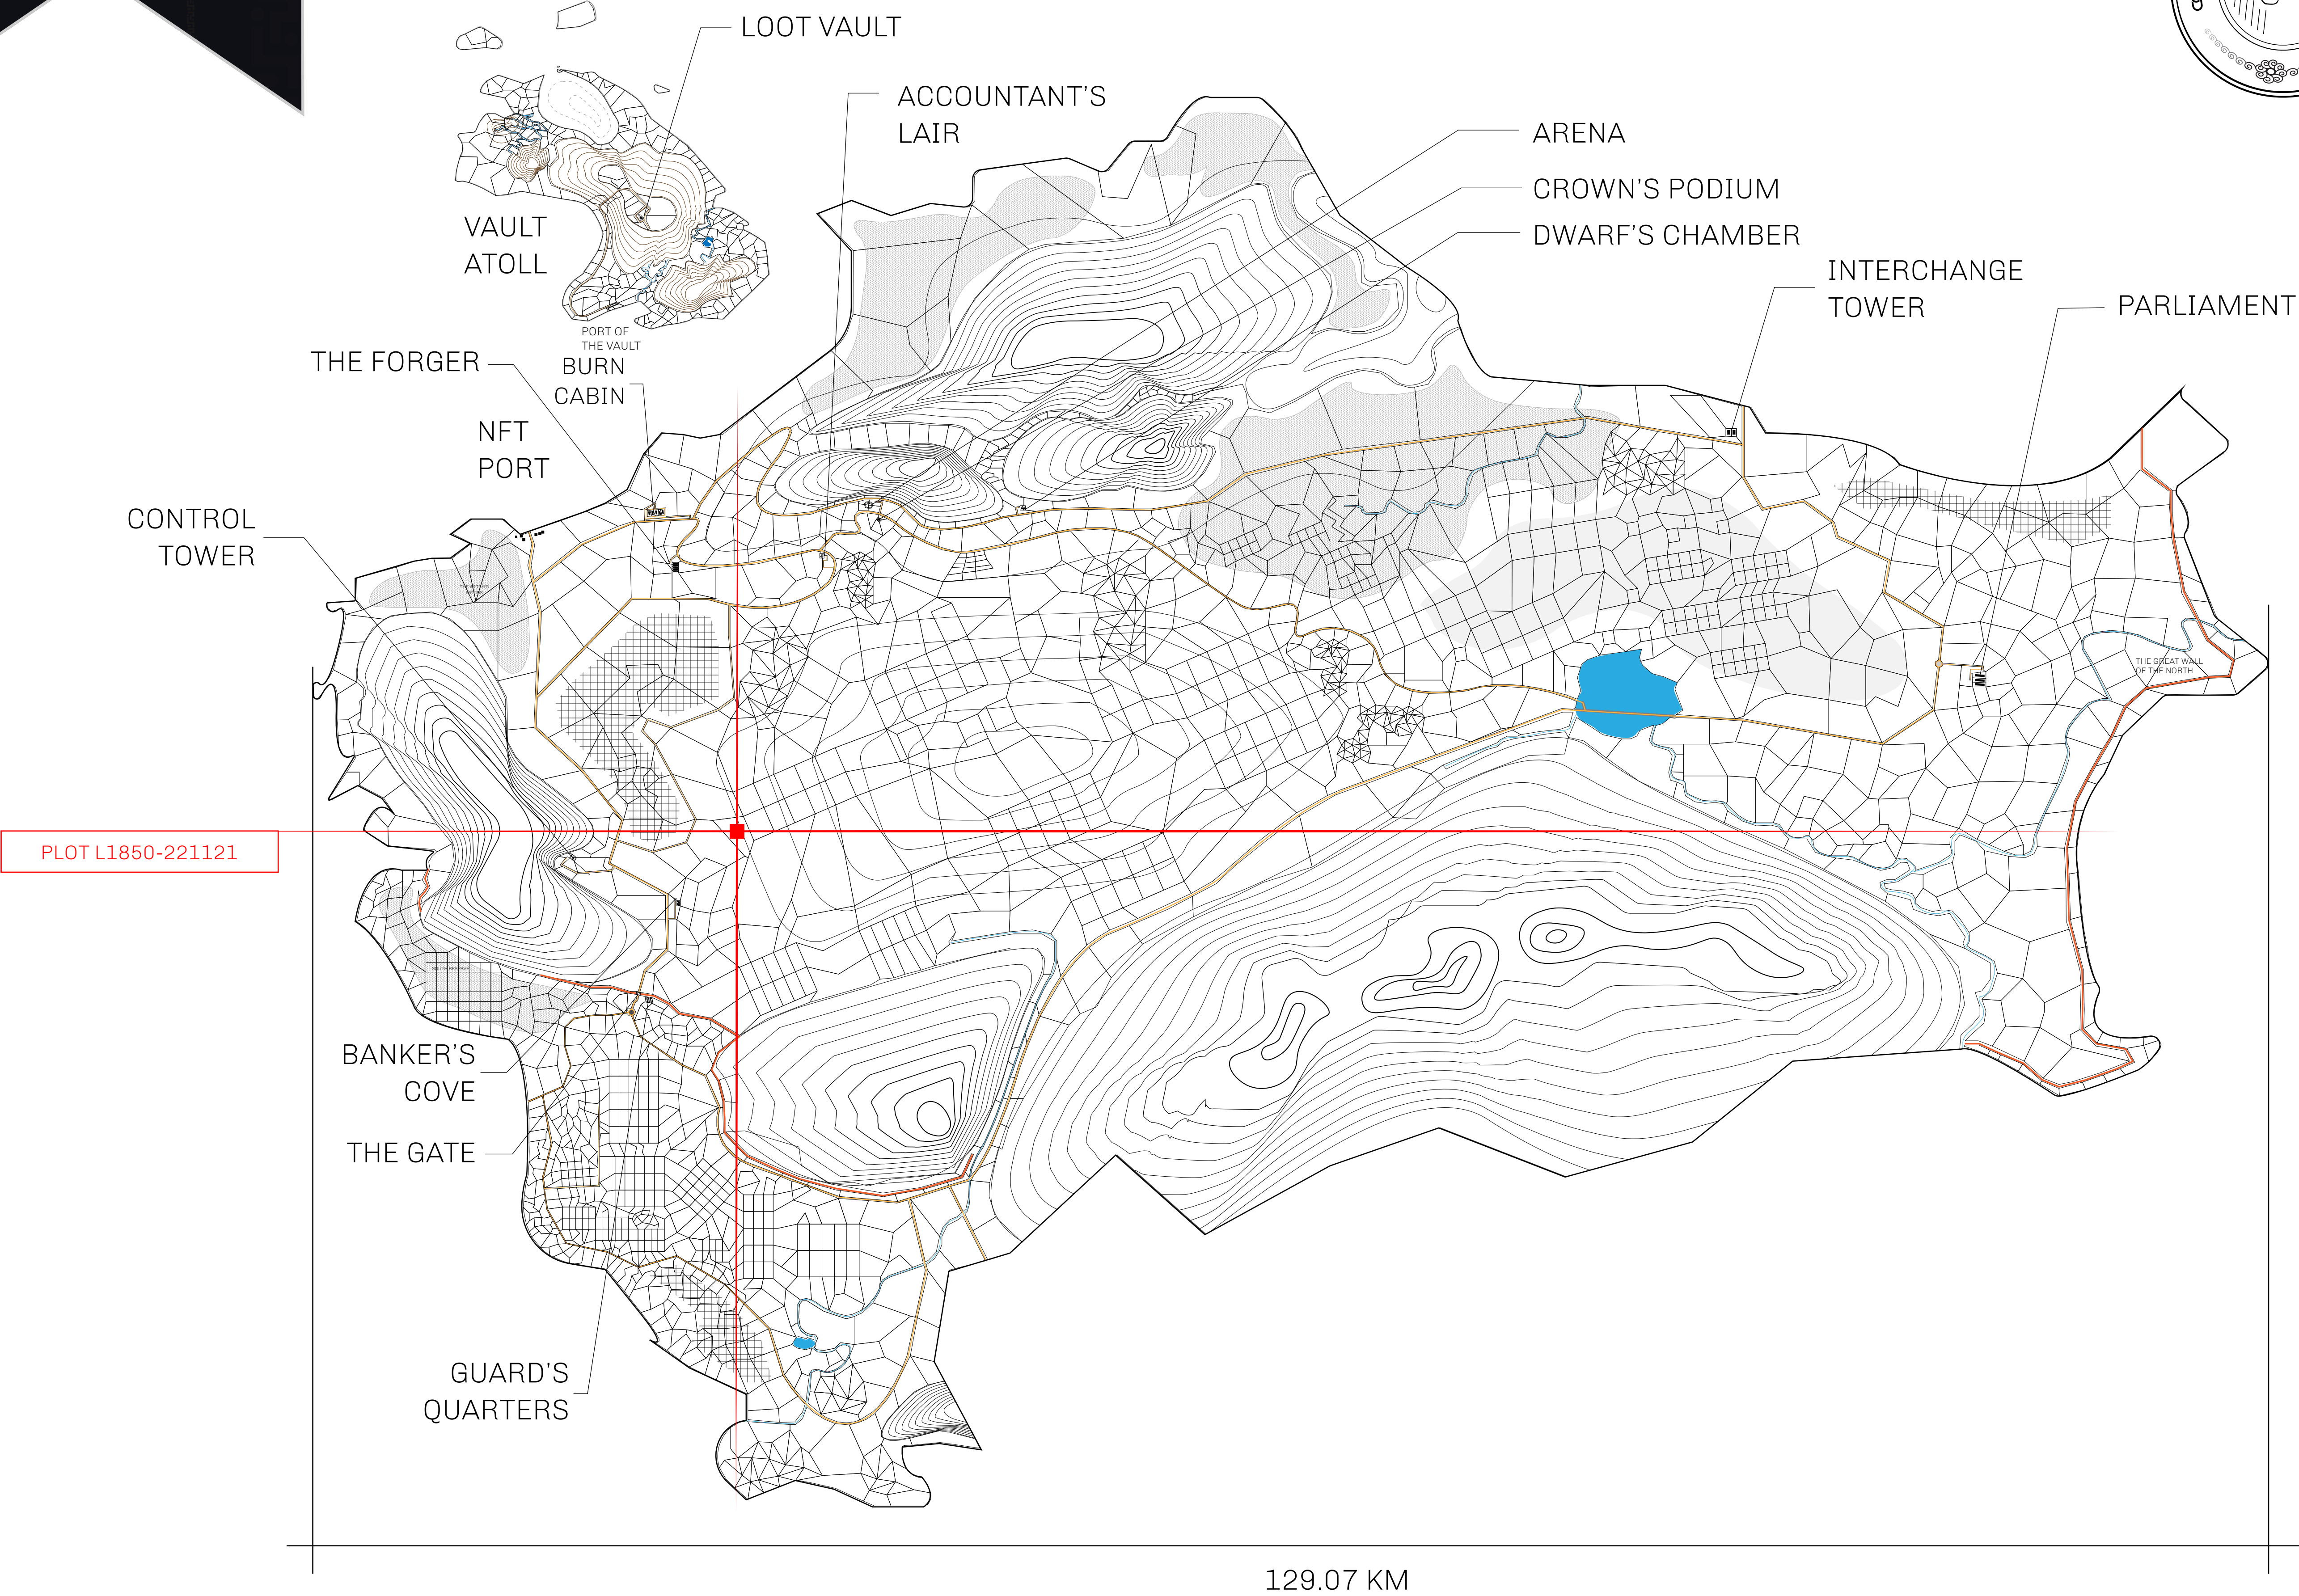 LOOT VAULT
ACCOUNTANT'S
LAIR
ARENA
CROWN'S PODIUM
DWARF'S CHAMBER
VAULT
ATOLL
INTERCHANGE
TOWER
PARLIAMENT
PORT OF
THE VAULT
THE FORGER
BURN
CABIN
NFT
PORT
CONTROL
TOWER
THE GREAT WALL
OF THE NORTH
PLOT L1850-221121
SOUTH RESERVE
BANKER'S
COVE
THE GATE
GUARD'S
QUARTERS
129.07 KM